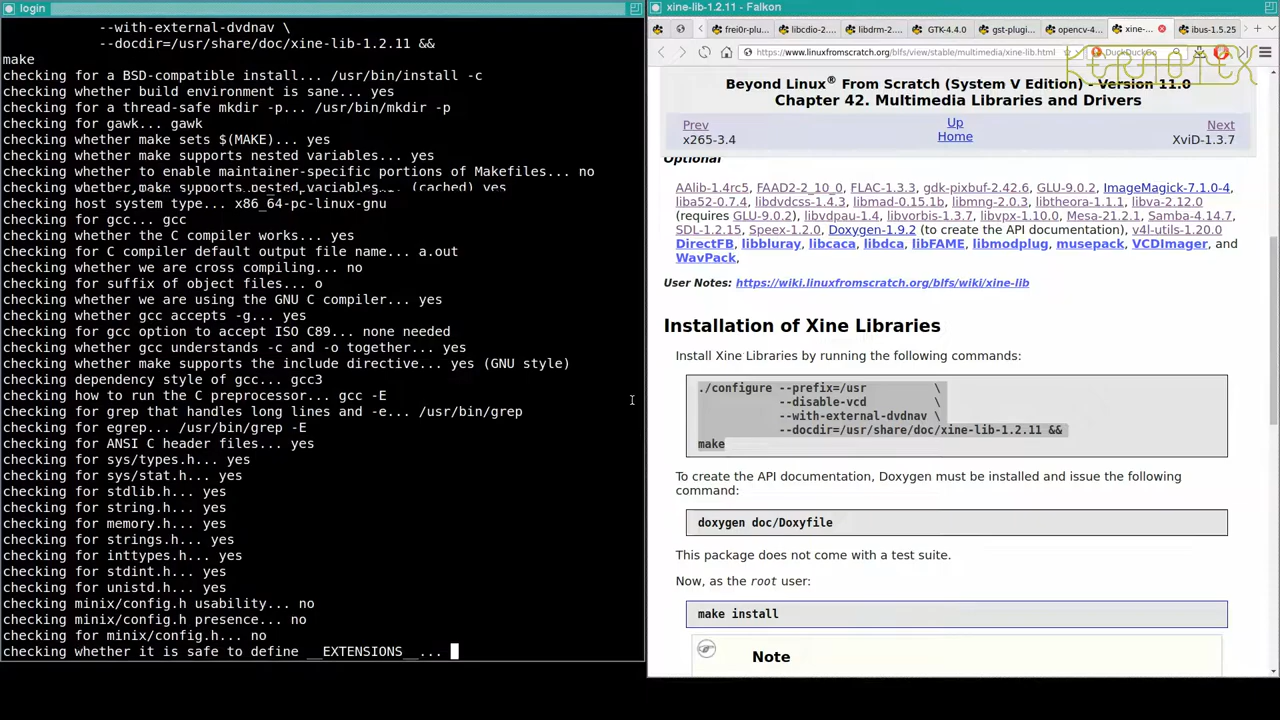 login
--with-external-dvdnav \
--docdir=/usr/share/doc/xine-lib-1.2.11 &&
make
checking for a BSD-compatible install... /usr/bin/install -c
checking whether build environment is sane... yes
checking for a thread-safe mkdir -p... /usr/bin/mkdir -p
checking for gawk... gawk
checking whether make sets $(MAKE)... yes
checking whether make supports nested variables... yes
checking whether to enable maintainer-specific portions of Makefiles... no
checking whether make supports nested variables... (cached) yes
checking host system type... x86_64-pc-linux-gnu
checking for gcc... gcc
checking whether the C compiler works... yes
checking for C compiler default output file name... a.out
checking whether we are cross compiling... no
checking for suffix of object files... o
checking whether we are using the GNU C compiler... yes
checking whether gcc accepts -g... yes
checking for gcc option to accept ISO C89... none needed
checking whether gcc understands -c and -o together... yes
checking whether make supports the include directive... yes (GNU style)
checking dependency style of gcc... gcc3
checking how to run the C preprocessor... gcc -E
checking for grep that handles long lines and -e... /usr/bin/grep
checking for egrep... /usr/bin/grep -E
checking for ANSI C header files... yes
checking for sys/types.h... yes
checking for sys/stat.h... yes
checking for stdlib.h... yes
checking for string.h... yes
checking for memory.h... yes
checking for strings.h... yes
checking for inttypes.h... yes
checking for stdint.h... yes
checking for unistd.h... yes
checking minix/config.h usability... no
checking minix/config.h presence... no
checking for minix/config.h... no
checking whether it is safe to define __EXTENSIONS__...
xine-lib-1.2.11 - Falkon
frei0r-plu... libcdio-2.... libdrm-2.... GTK-4.4.0 gst-plugi... opencv-4... xine-... ibus-1.5.25
https://www.linuxfromscratch.org/blfs/view/stable/multimedia/xine-lib.html DuckDuckGo
KERNOTEX
Beyond Linux® From Scratch (System V Edition) - Version 11.0
Chapter 42. Multimedia Libraries and Drivers
Prev Up Next
x265-3.4 Home XviD-1.3.7
Optional
AAlib-1.4rc5, FAAD2-2_10_0, FLAC-1.3.3, gdk-pixbuf-2.42.6, GLU-9.0.2, ImageMagick-7.1.0-4,
liba52-0.7.4, libdvdcss-1.4.3, libmad-0.15.1b, libmng-2.0.3, libtheora-1.1.1, libva-2.12.0
(requires GLU-9.0.2), libvdpau-1.4, libvorbis-1.3.7, libvpx-1.10.0, Mesa-21.2.1, Samba-4.14.7,
SDL-1.2.15, Speex-1.2.0, Doxygen-1.9.2 (to create the API documentation), v4l-utils-1.20.0
DirectFB, libbluray, libcaca, libdca, libFAME, libmodplug, musepack, VCDImager, and
WavPack,
User Notes: https://wiki.linuxfromscratch.org/blfs/wiki/xine-lib
Installation of Xine Libraries
Install Xine Libraries by running the following commands:
./configure --prefix=/usr \
--disable-vcd \
--with-external-dvdnav \
--docdir=/usr/share/doc/xine-lib-1.2.11 &&
make
To create the API documentation, Doxygen must be installed and issue the following
command:
doxygen doc/Doxyfile
This package does not come with a test suite.
Now, as the root user:
make install
Note